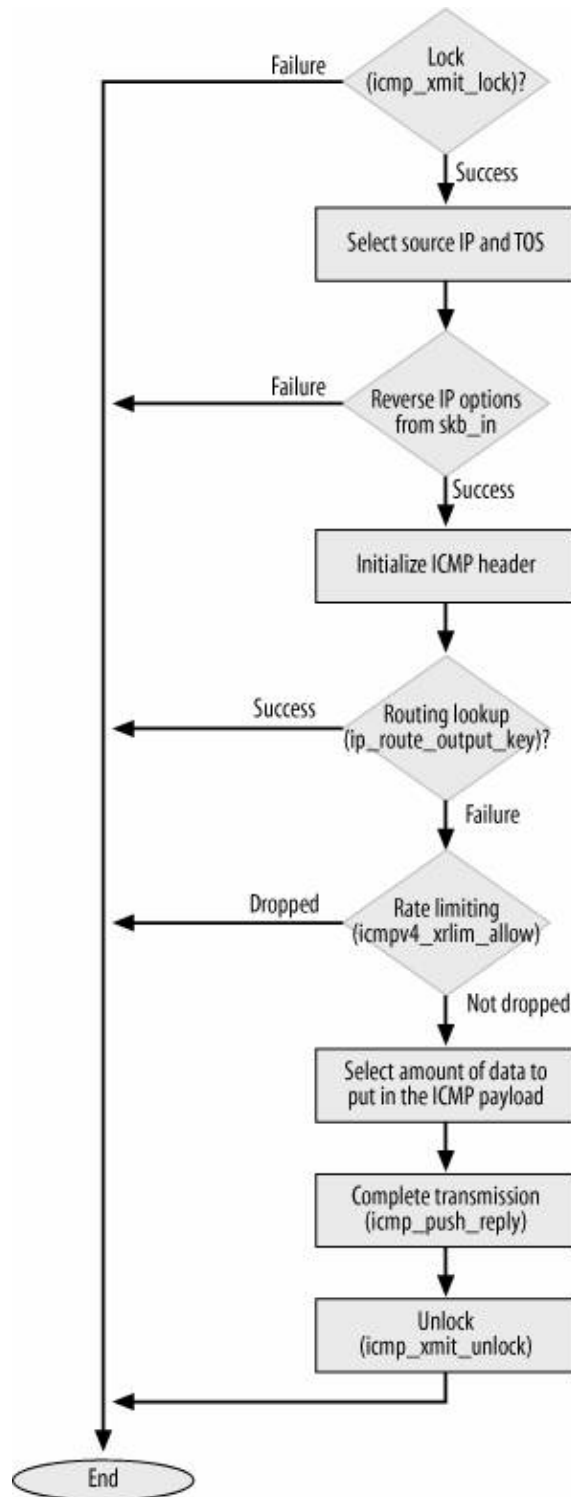 Lock
(icmp_xmit_lock)?
Failure
Success
Select source IP and TOS
Failure
Reverse IP options
from skb_in
Success
Initialize ICMP header
Success
Routing lookup
(ip_route_output_key)?
Failure
Dropped
Rate limiting
(icmpv4_xrlim_allow)
Not dropped
Select amount of data to
put in the ICMP payload
Complete transmission
(icmp_push_reply)
Unlock
(icmp_xmit_unlock)
End